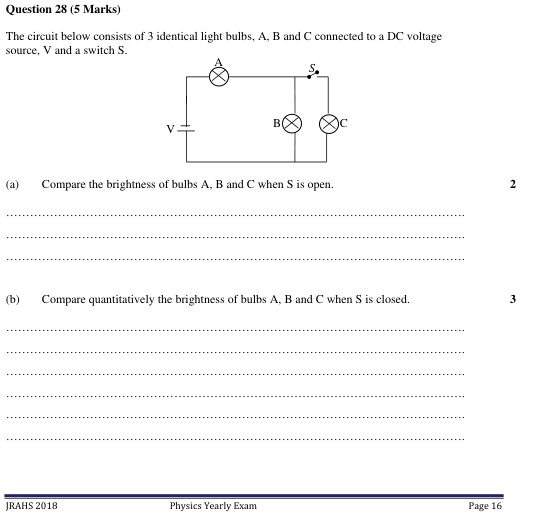 Question 28 (5 Marks)
The circuit below consists of 3 identical light bulbs, A, B and C connected to a DC voltage
source, V and a switch S.
A
S
V
B
C
(a) Compare the brightness of bulbs A, B and C when S is open. 2
(b) Compare quantitatively the brightness of bulbs A, B and C when S is closed. 3
JRAHS 2018 Physics Yearly Exam Page 16